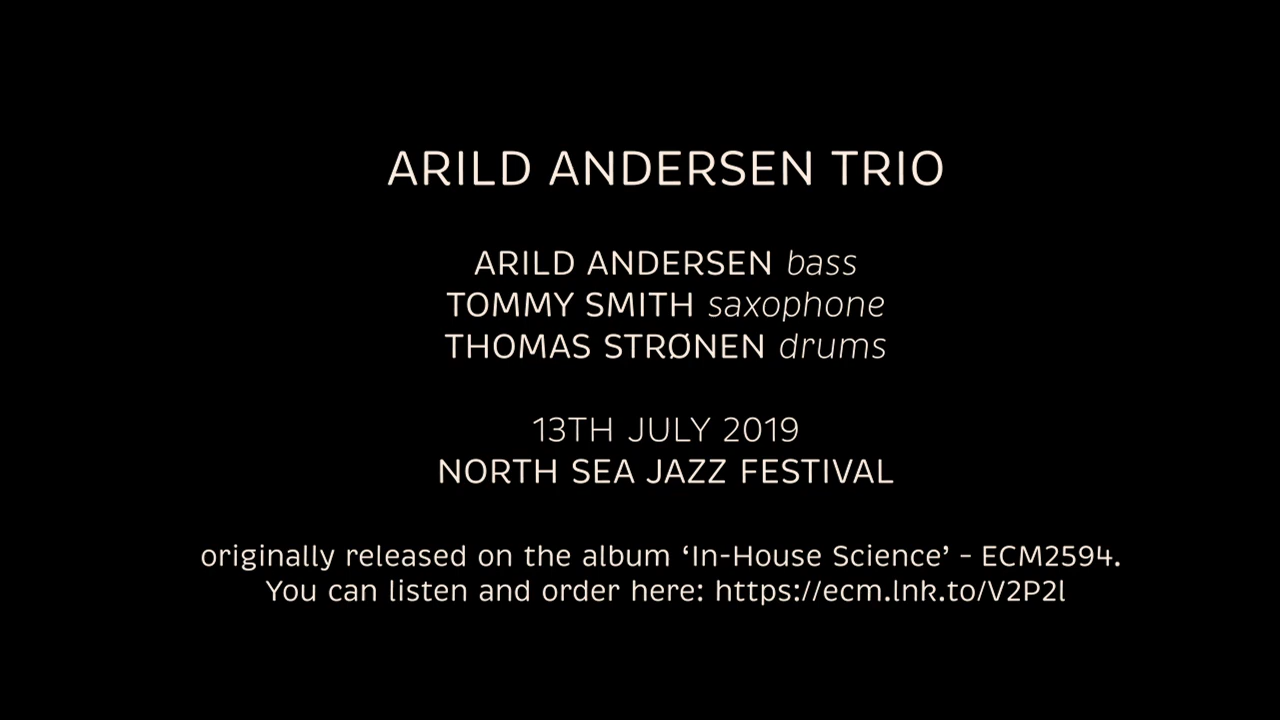 ARILD ANDERSEN TRIO
ARILD ANDERSEN bass
TOMMY SMITH saxophone
THOMAS STRØNEN drums
13TH JULY 2019
NORTH SEA JAZZ FESTIVAL
originally released on the album ‘In-House Science’ - ECM2594.
You can listen and order here: https://ecm.lnk.to/V2P2l